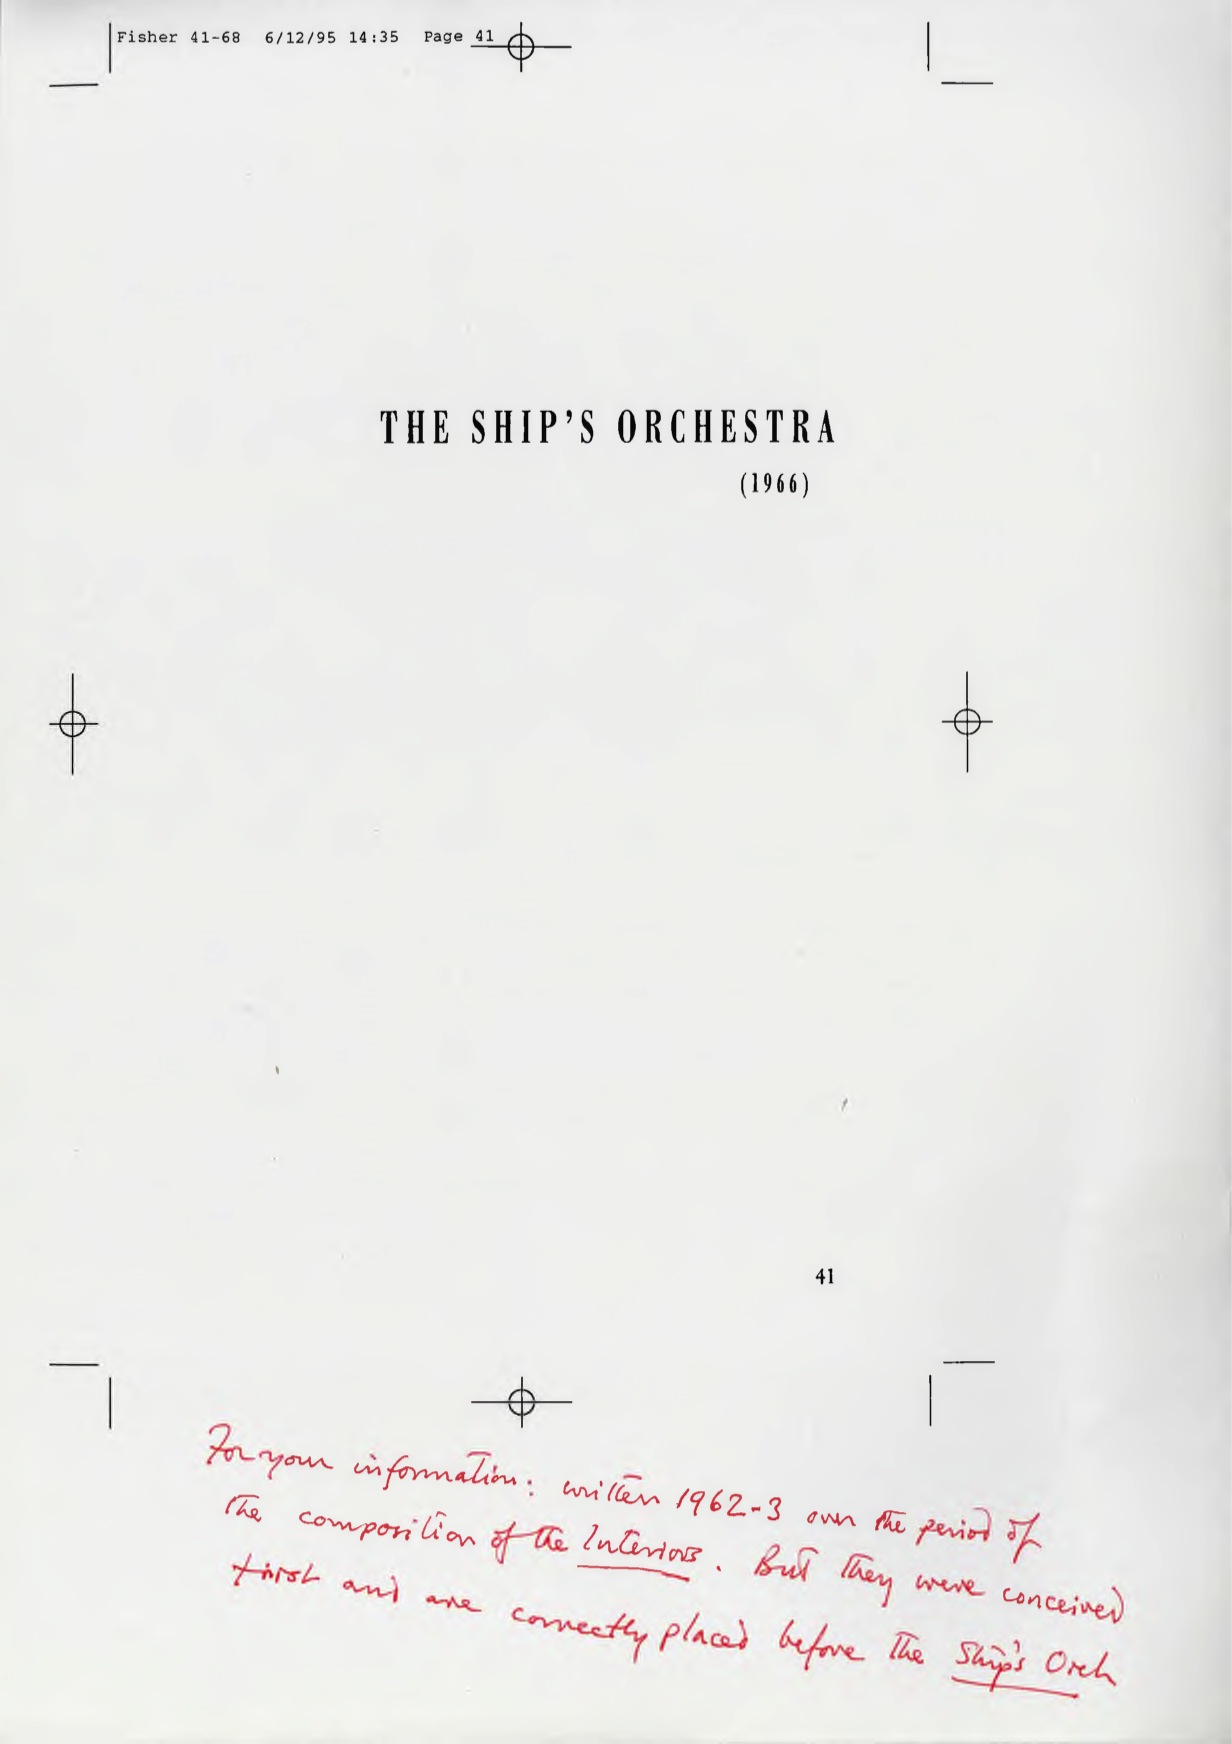 Fisher 41-68 6/12/95 14:35 Page 41
THE SHIP'S ORCHESTRA
(1966)
41
For your information: written 1962-3 over the period of
the composition of the Interiors. But they were conceived
first and are correctly placed before the Ship's Orch